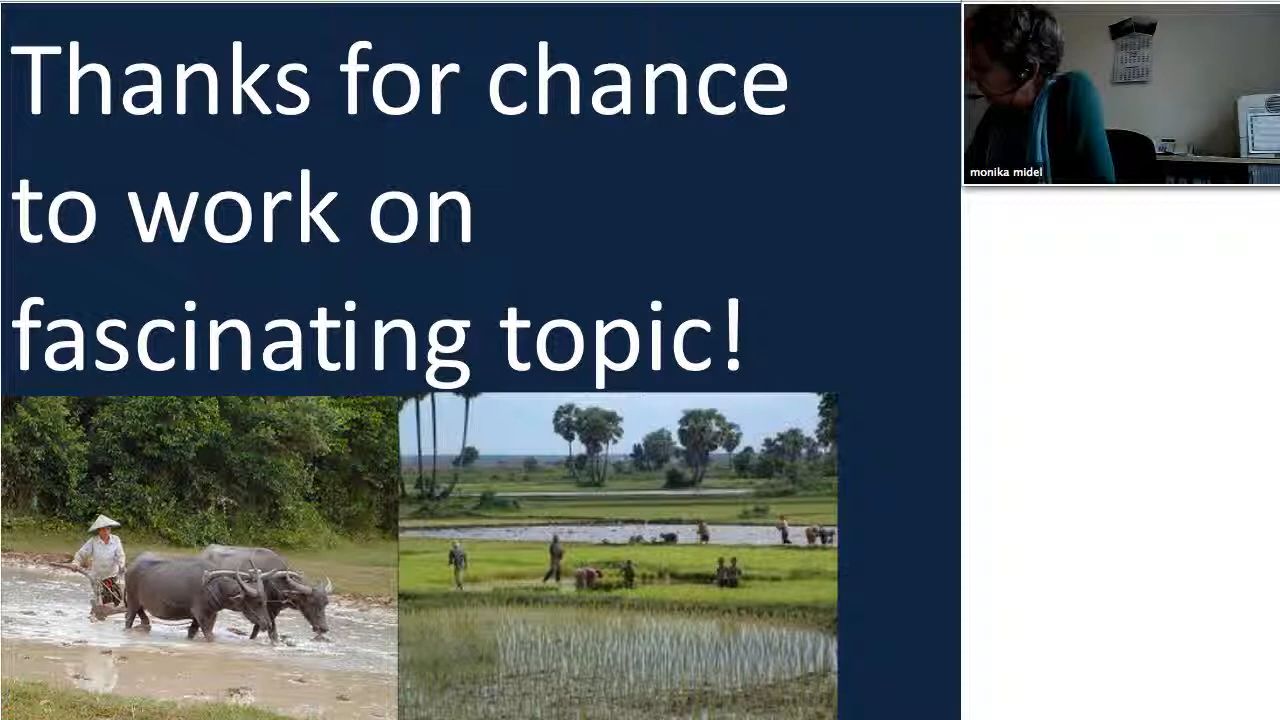 Thanks for chance
to work on
fascinating topic!
monika midel